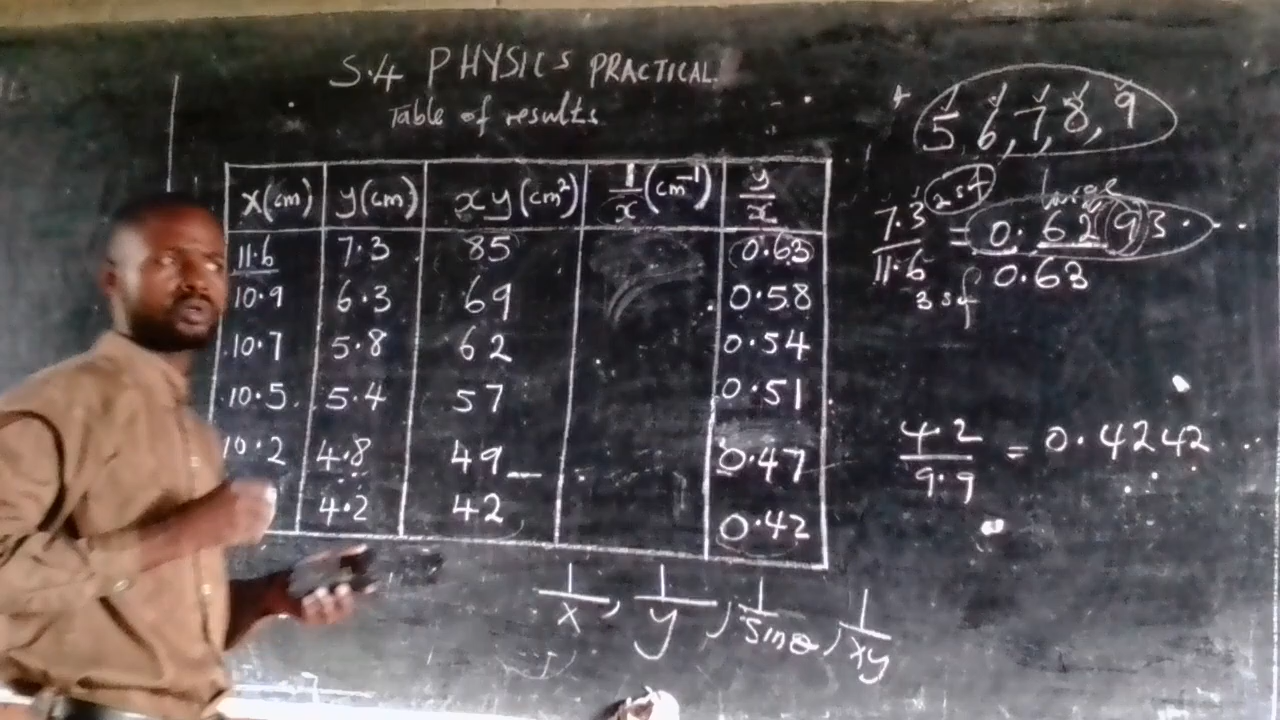 S.4 PHYSICS PRACTICAL.
Table of results
x(cm) y(cm) xy(cm²) 1/x(cm⁻¹) y/x
11.6 7.3 85 0.63
10.9 6.3 69 0.58
10.7 5.8 62 0.54
10.5 5.4 57 0.51
10.2 4.8 49 0.47
4.2 42 0.42
1/x, 1/y, 1/sinθ, 1/xy
5, 6, 7, 8, 9
2sf
7.3/11.6 = 0.6293...
3sf 0.63
4.2/9.9 = 0.4242...